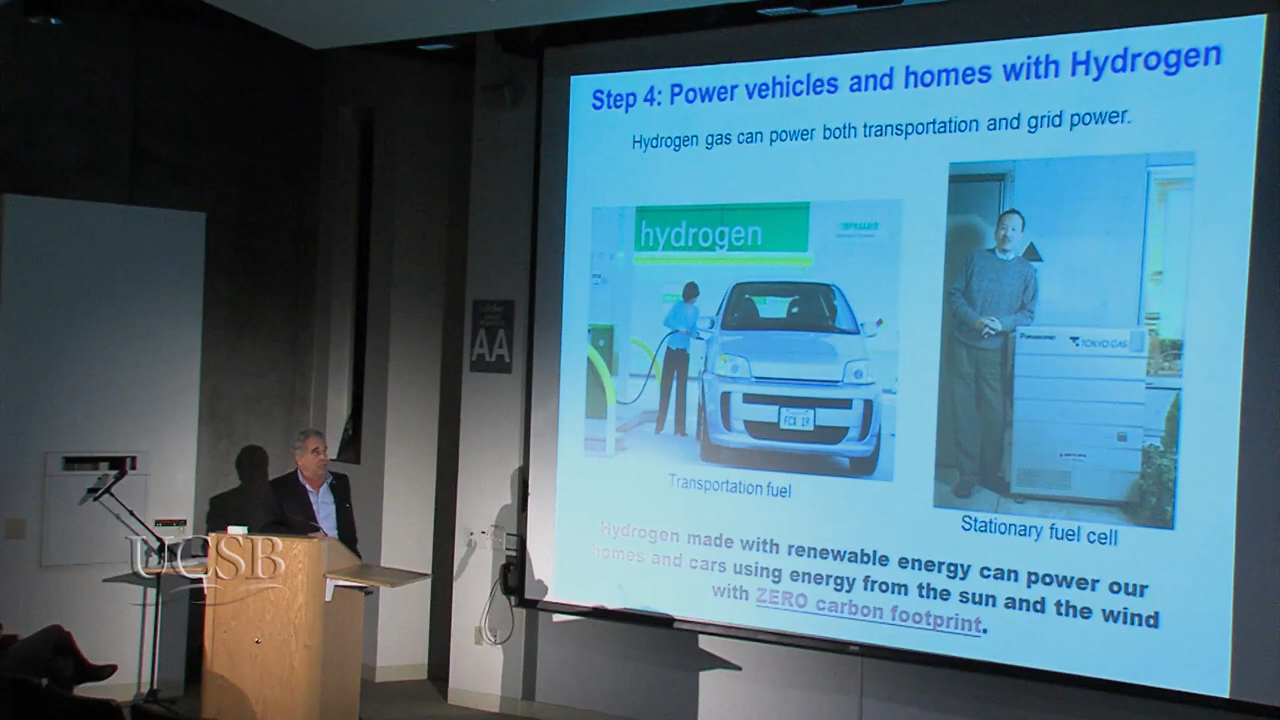 Step 4: Power vehicles and homes with Hydrogen
Hydrogen gas can power both transportation and grid power.
hydrogen
FCX 19
Panasonic
TOKYO GAS
AA
Transportation fuel
Stationary fuel cell
Hydrogen made with renewable energy can power our
homes and cars using energy from the sun and the wind
with ZERO carbon footprint.
UCSB